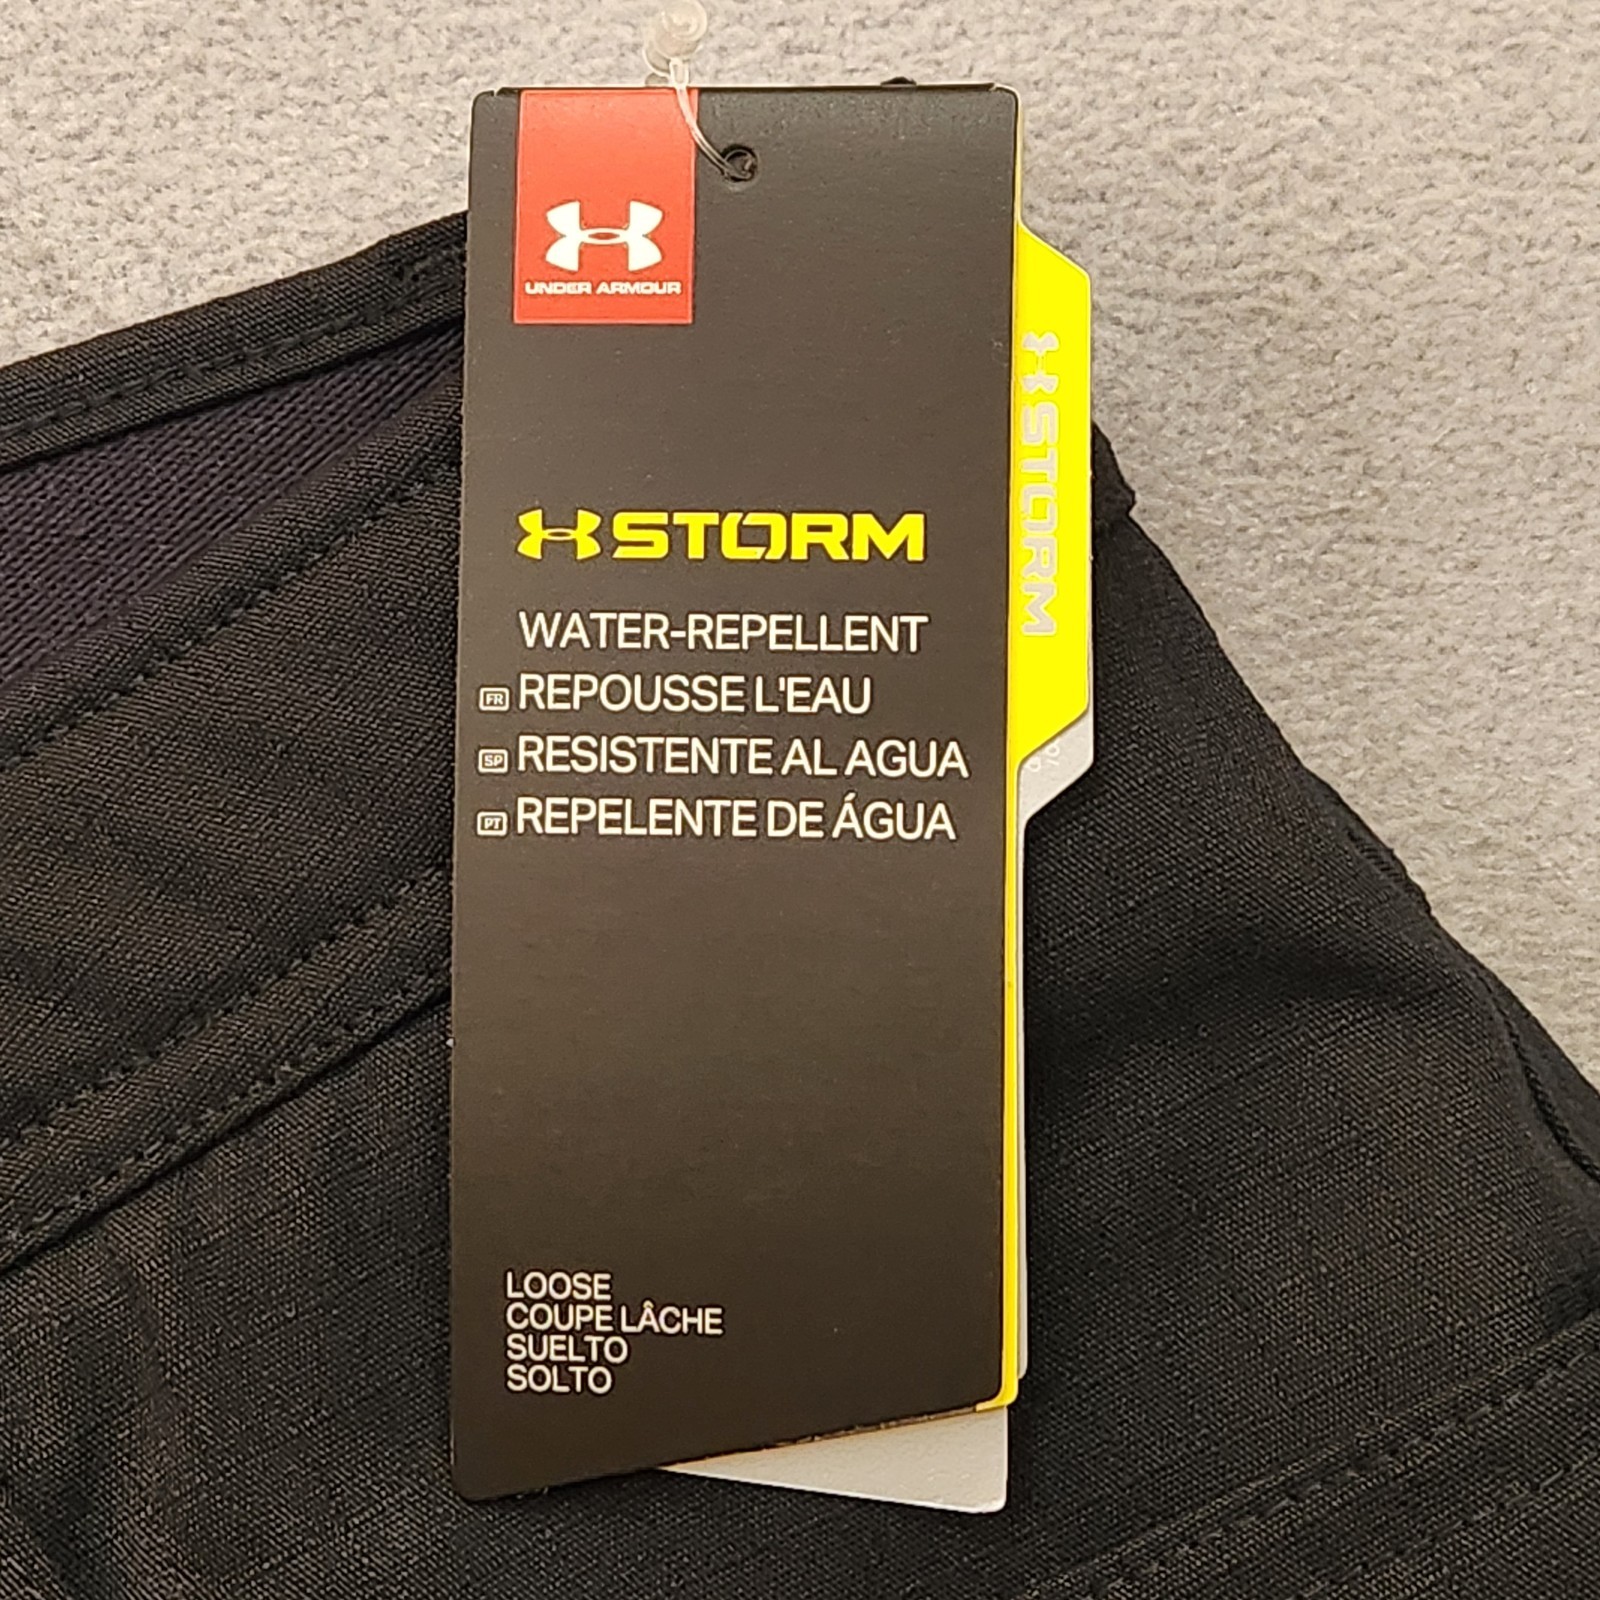 UNDER ARMOUR
STORM
WATER-REPELLENT
FR REPOUSSE L'EAU
SP RESISTENTE AL AGUA
PT REPELENTE DE ÁGUA
LOOSE
COUPE LÂCHE
SUELTO
SOLTO
STORM